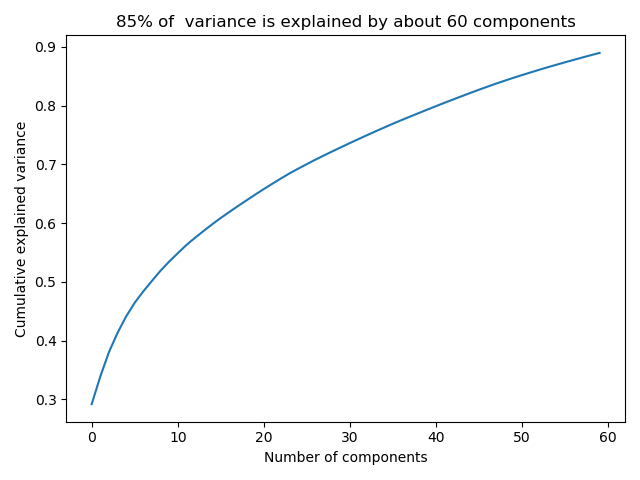 85% of  variance is explained by about 60 components
0.9
0.8
0.7
0.6
0.5
0.4
0.3
Cumulative explained variance
0 10 20 30 40 50 60
Number of components